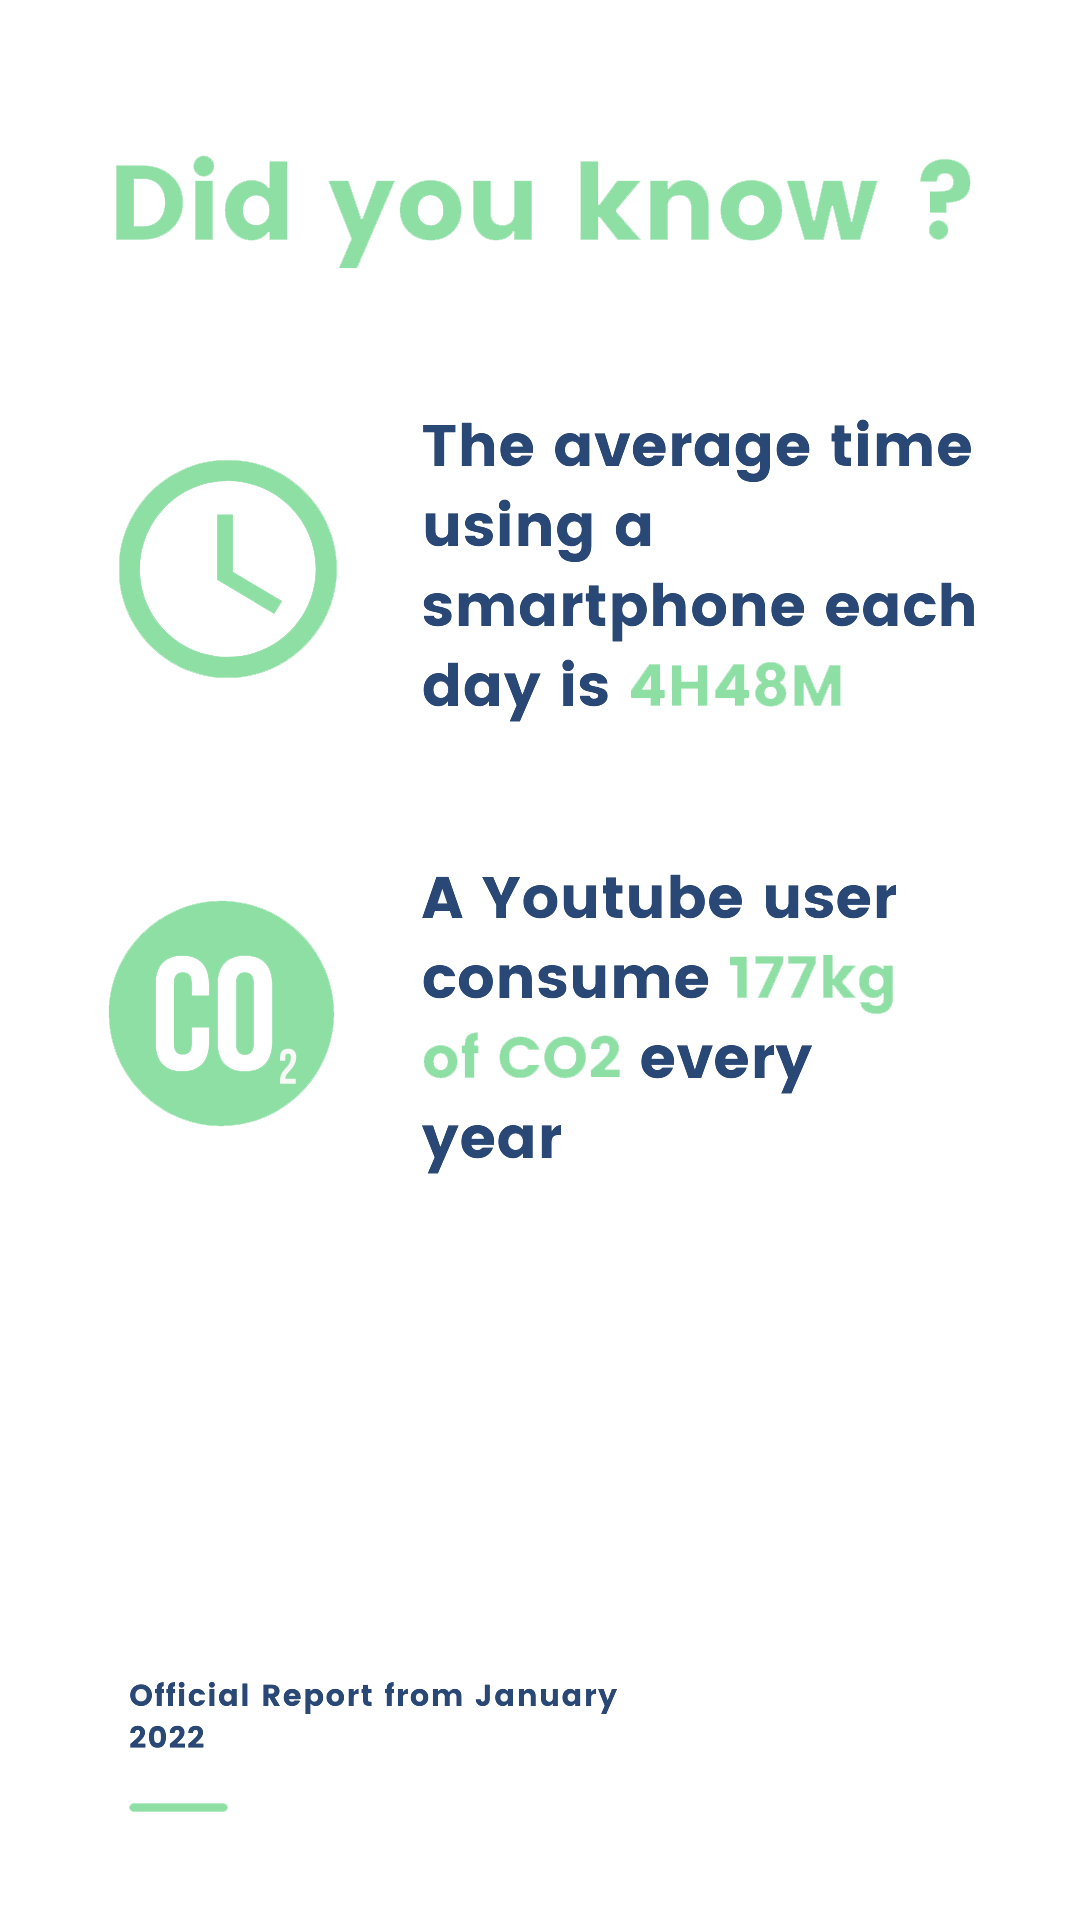 Did you know ?
The average time
using a
smartphone each
day is 4H48M
CO₂
A Youtube user
consume 177kg
of CO2 every
year
Official Report from January
2022